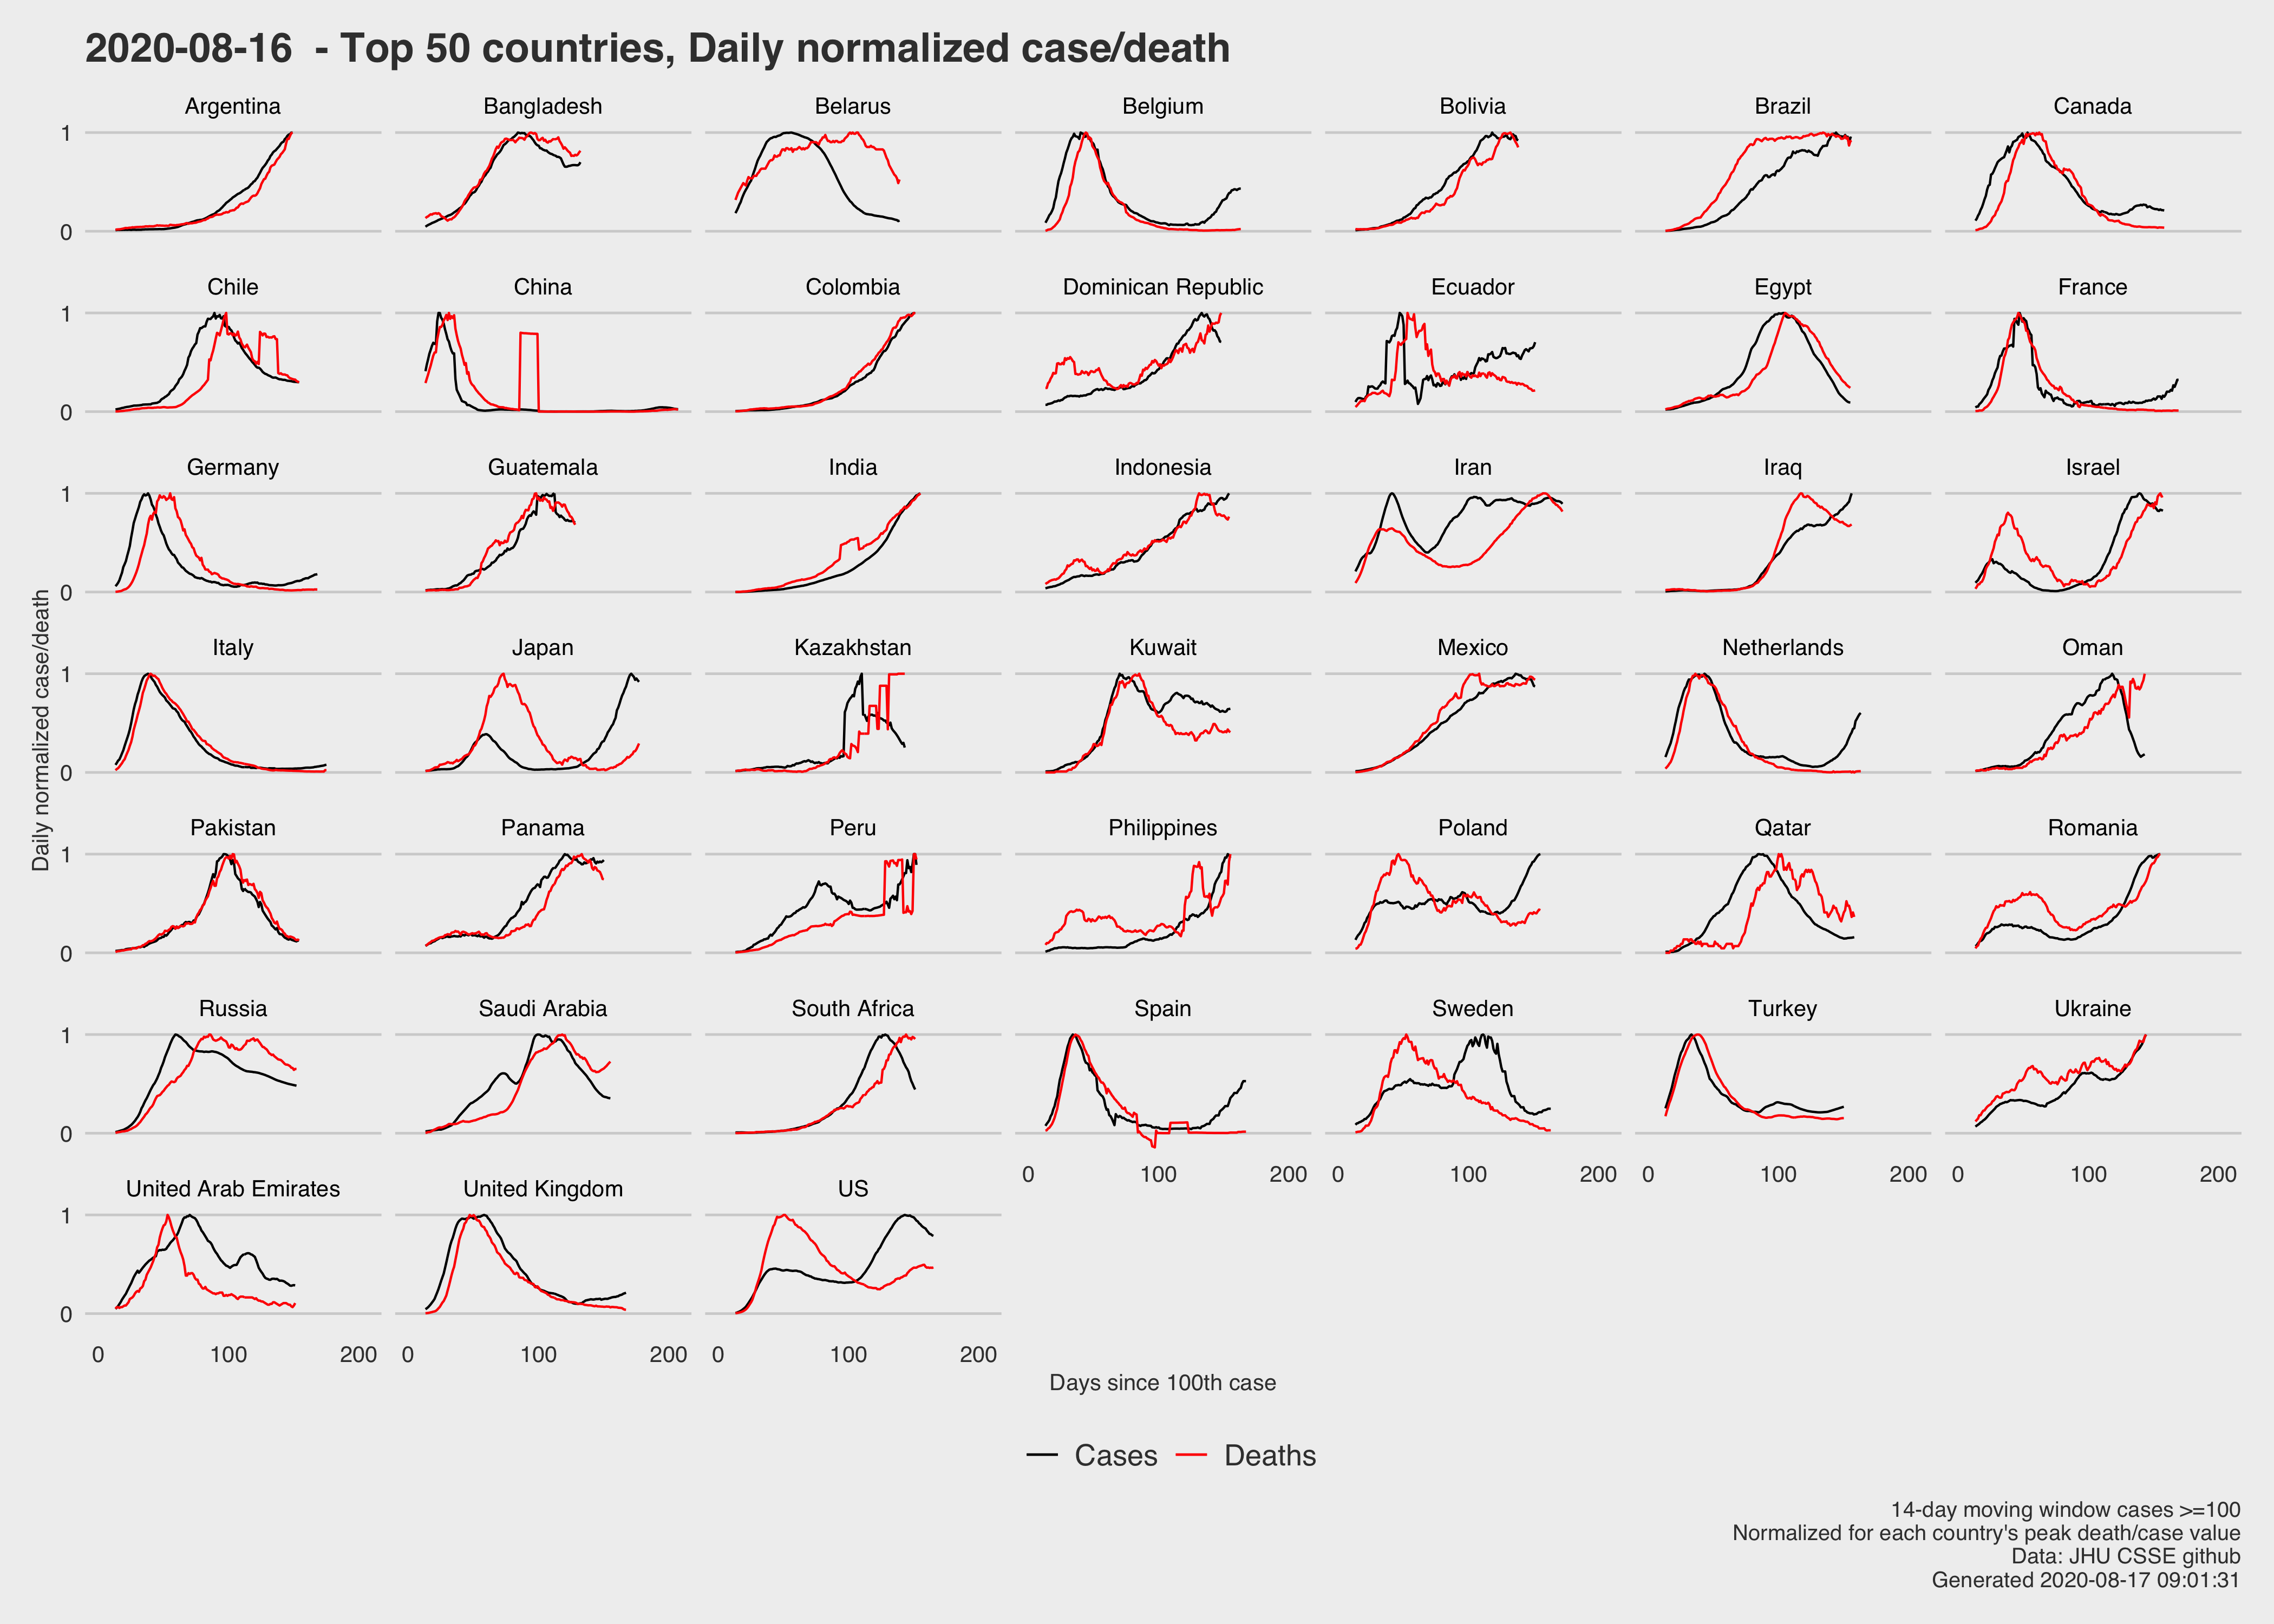 2020-08-16 - Top 50 countries, Daily normalized case/death
Argentina Bangladesh Belarus Belgium Bolivia Brazil Canada
1
0
Chile China Colombia Dominican Republic Ecuador Egypt France
1
0
Germany Guatemala India Indonesia Iran Iraq Israel
1
0
Daily normalized case/death
Italy Japan Kazakhstan Kuwait Mexico Netherlands Oman
1
0
Pakistan Panama Peru Philippines Poland Qatar Romania
1
0
Russia Saudi Arabia South Africa Spain Sweden Turkey Ukraine
1
0
0 100 200 0 100 200 0 100 200 0 100 200
United Arab Emirates United Kingdom US
1
0
0 100 200 0 100 200 0 100 200
Days since 100th case
Cases Deaths
14-day moving window cases >=100
Normalized for each country's peak death/case value
Data: JHU CSSE github
Generated 2020-08-17 09:01:31